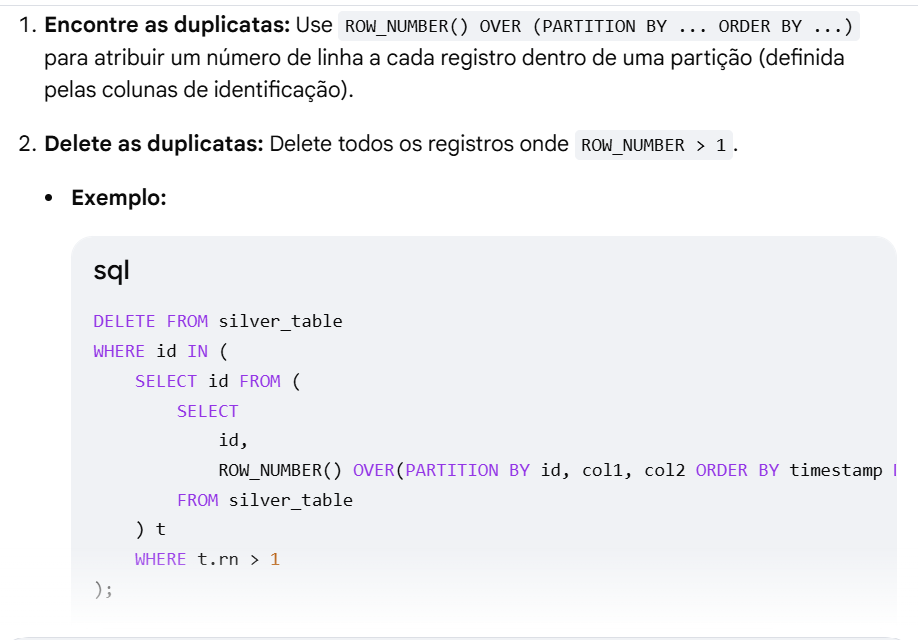 1. Encontre as duplicatas: Use ROW_NUMBER() OVER (PARTITION BY ... ORDER BY ...)
para atribuir um número de linha a cada registro dentro de uma partição (definida
pelas colunas de identificação).
2. Delete as duplicatas: Delete todos os registros onde ROW_NUMBER > 1.
• Exemplo:
sql
DELETE FROM silver_table
WHERE id IN (
    SELECT id FROM (
        SELECT
            id,
            ROW_NUMBER() OVER(PARTITION BY id, col1, col2 ORDER BY timestamp
        FROM silver_table
    ) t
    WHERE t.rn > 1
);